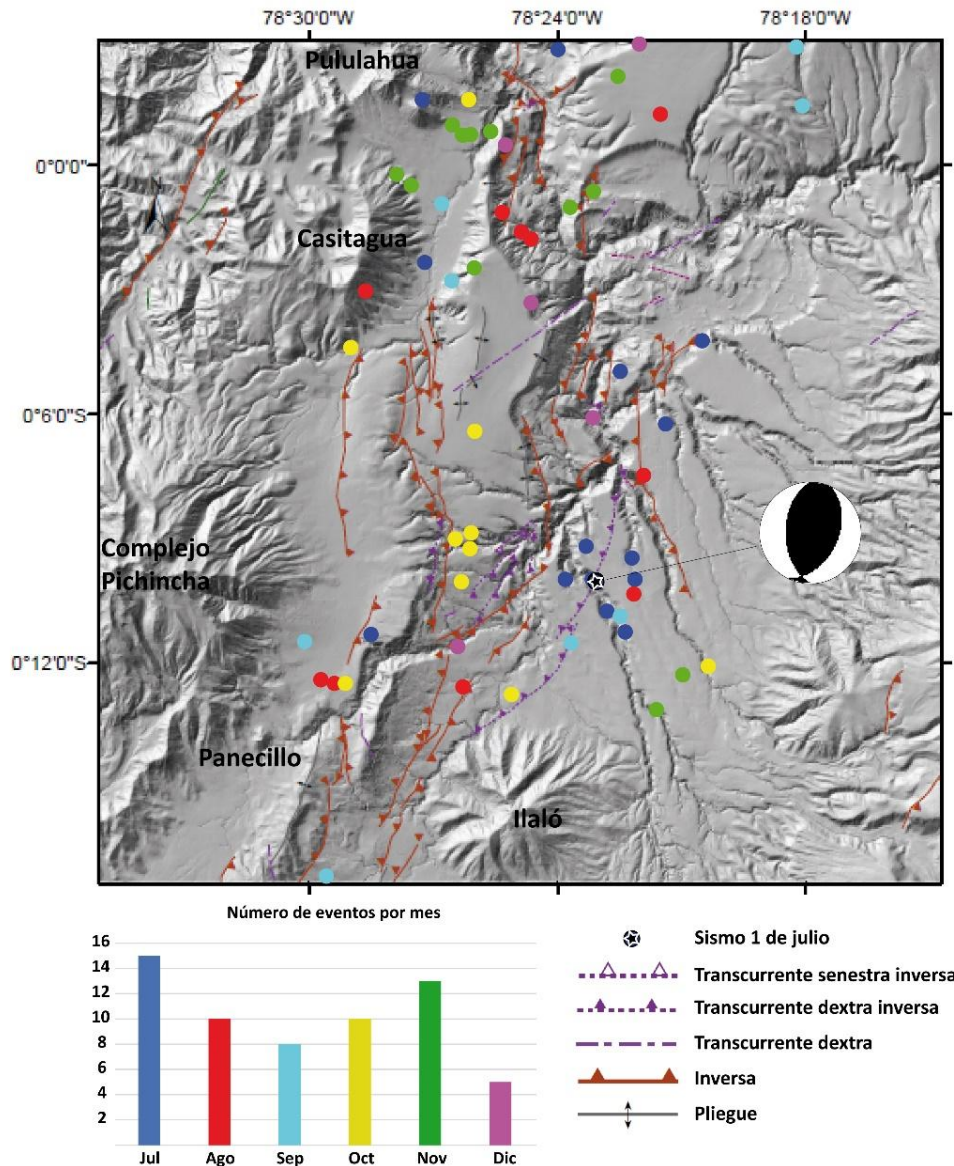 78°30'0"W 78°24'0"W 78°18'0"W
Pululahua
0°0'0"
Casitagua
0°6'0"S
Complejo
Pichincha
0°12'0"S
Panecillo
Ilaló
Número de eventos por mes
16
14
12
10
8
6
4
2
Jul Ago Sep Oct Nov Dic
Sismo 1 de julio
Transcurrente senestra inversa
Transcurrente dextra inversa
Transcurrente dextra
Inversa
Pliegue